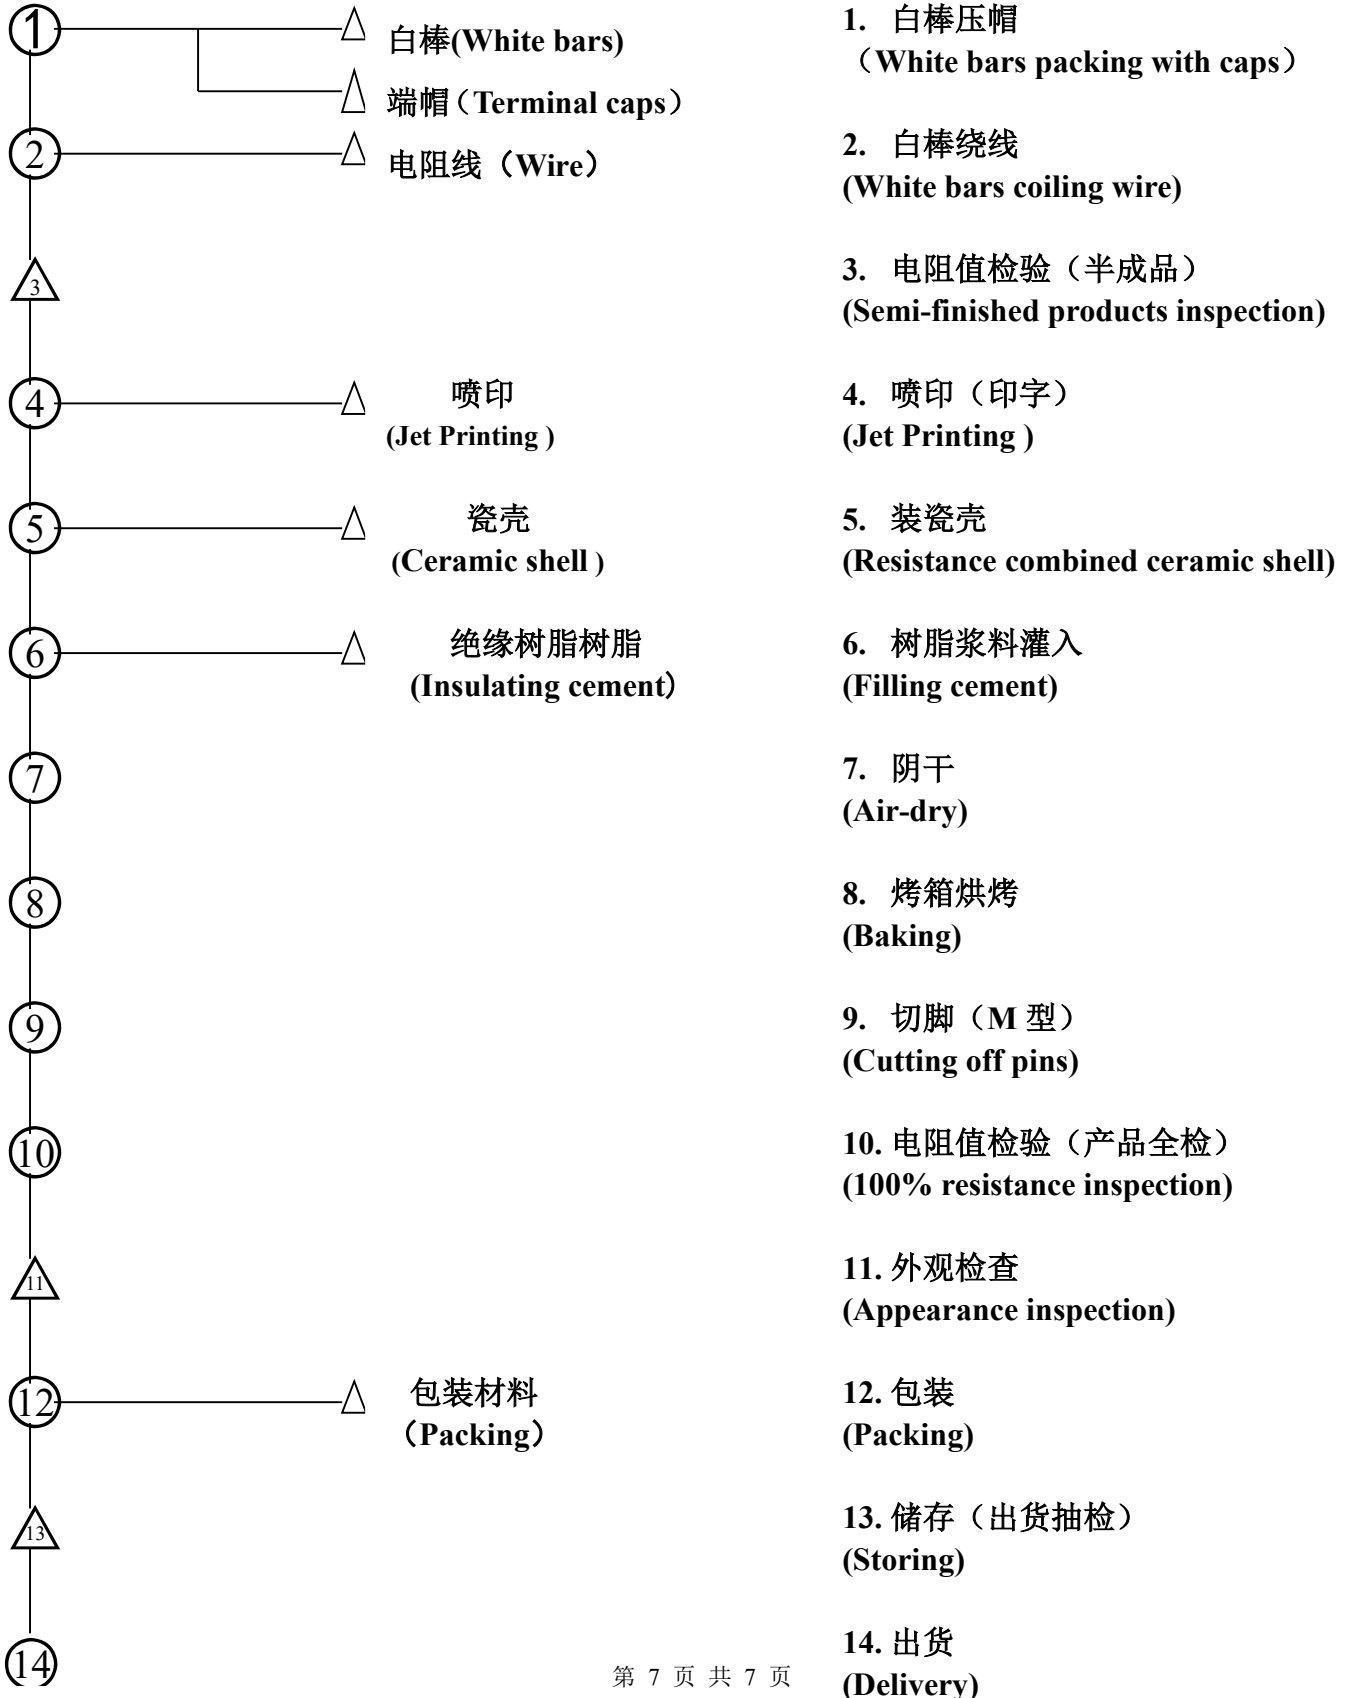 1
白棒(White bars)
1. 白棒压帽
（White bars packing with caps）
端帽（Terminal caps）
2
电阻线（Wire）
2. 白棒绕线
(White bars coiling wire)
3
3. 电阻值检验（半成品）
(Semi-finished products inspection)
4
喷印
(Jet Printing )
4. 喷印（印字）
(Jet Printing )
5
瓷壳
(Ceramic shell )
5. 装瓷壳
(Resistance combined ceramic shell)
6
绝缘树脂树脂
(Insulating cement）
6. 树脂浆料灌入
(Filling cement)
7
7. 阴干
(Air-dry)
8
8. 烤箱烘烤
(Baking)
9
9. 切脚（M 型）
(Cutting off pins)
10
10. 电阻值检验（产品全检）
(100% resistance inspection)
11
11. 外观检查
(Appearance inspection)
12
包装材料
（Packing）
12. 包装
(Packing)
13
13. 储存（出货抽检）
(Storing)
14
14. 出货
(Delivery)
第 7 页 共 7 页